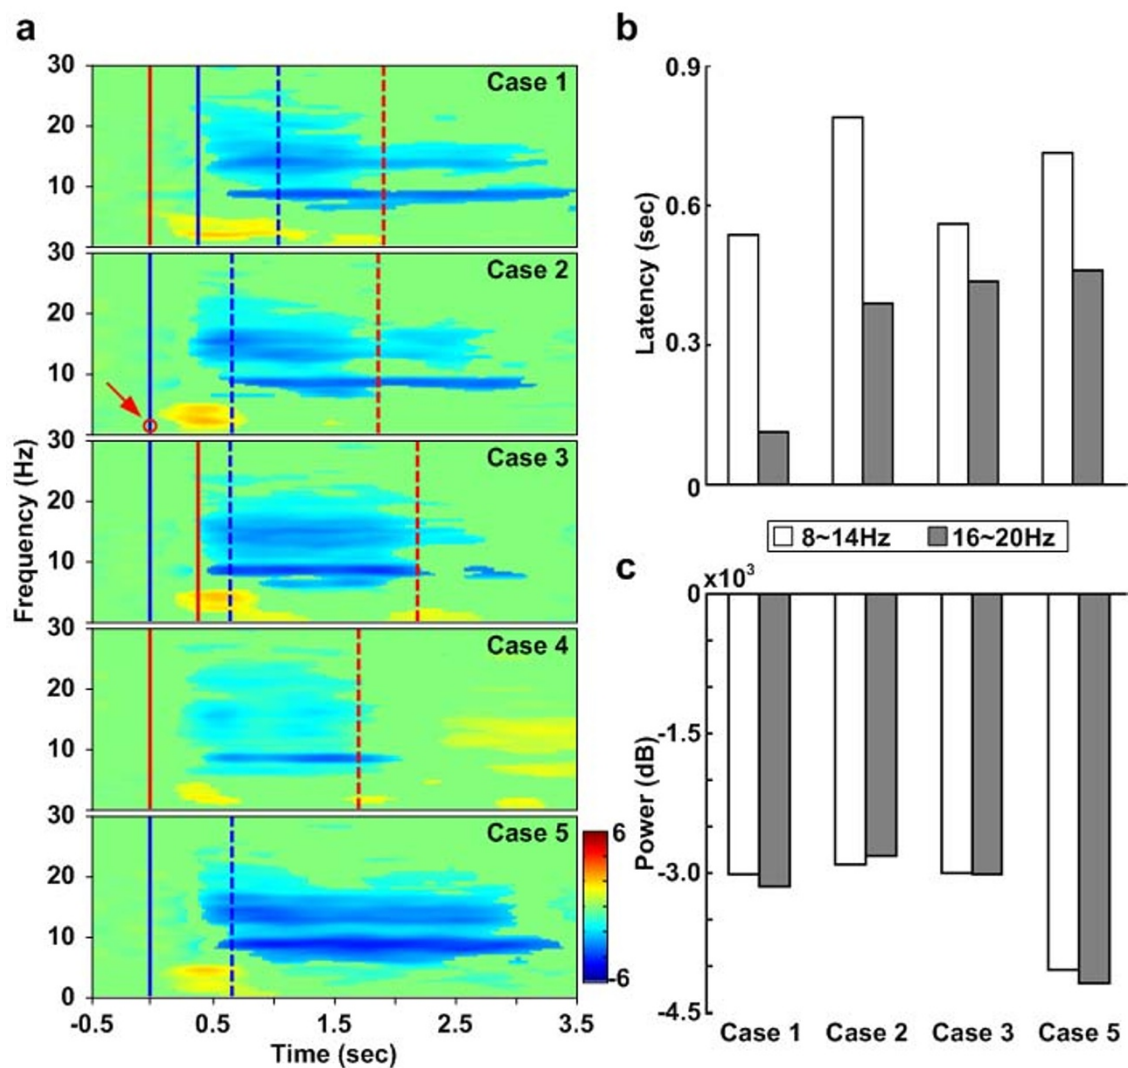 a
30
Case 1
20
10
30
Case 2
20
10
30
Case 3
20
10
30
Case 4
20
10
30
Case 5
20
10
0
6
-6
-0.5 0.5 1.5 2.5 3.5
Time (sec)
Frequency (Hz)
b
0.9
0.6
0.3
0
Latency (sec)
8~14Hz 16~20Hz
c
x10³
0
-1.5
-3.0
-4.5
Power (dB)
Case 1 Case 2 Case 3 Case 5